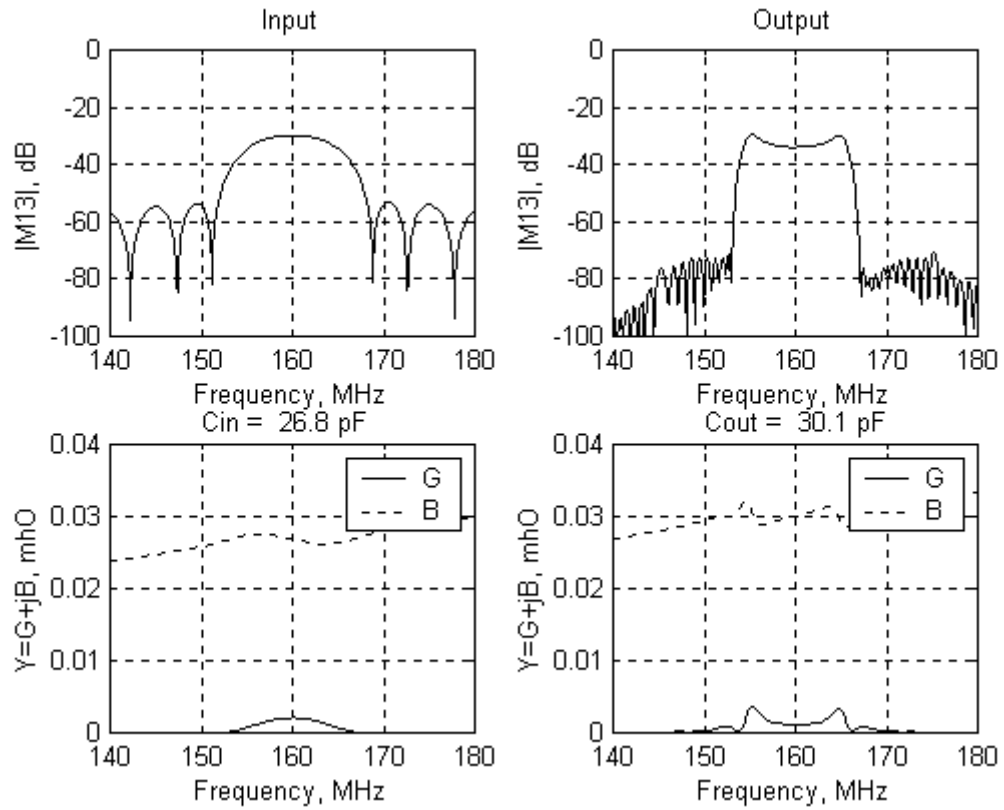 Input
|M13|, dB
0
-20
-40
-60
-80
-100
140 150 160 170 180
Frequency, MHz
Output
|M13|, dB
0
-20
-40
-60
-80
-100
140 150 160 170 180
Frequency, MHz
Cin = 26.8 pF
Y=G+jB, mhO
0.04
0.03
0.02
0.01
0
G
B
140 150 160 170 180
Frequency, MHz
Cout = 30.1 pF
Y=G+jB, mhO
0.04
0.03
0.02
0.01
0
G
B
140 150 160 170 180
Frequency, MHz